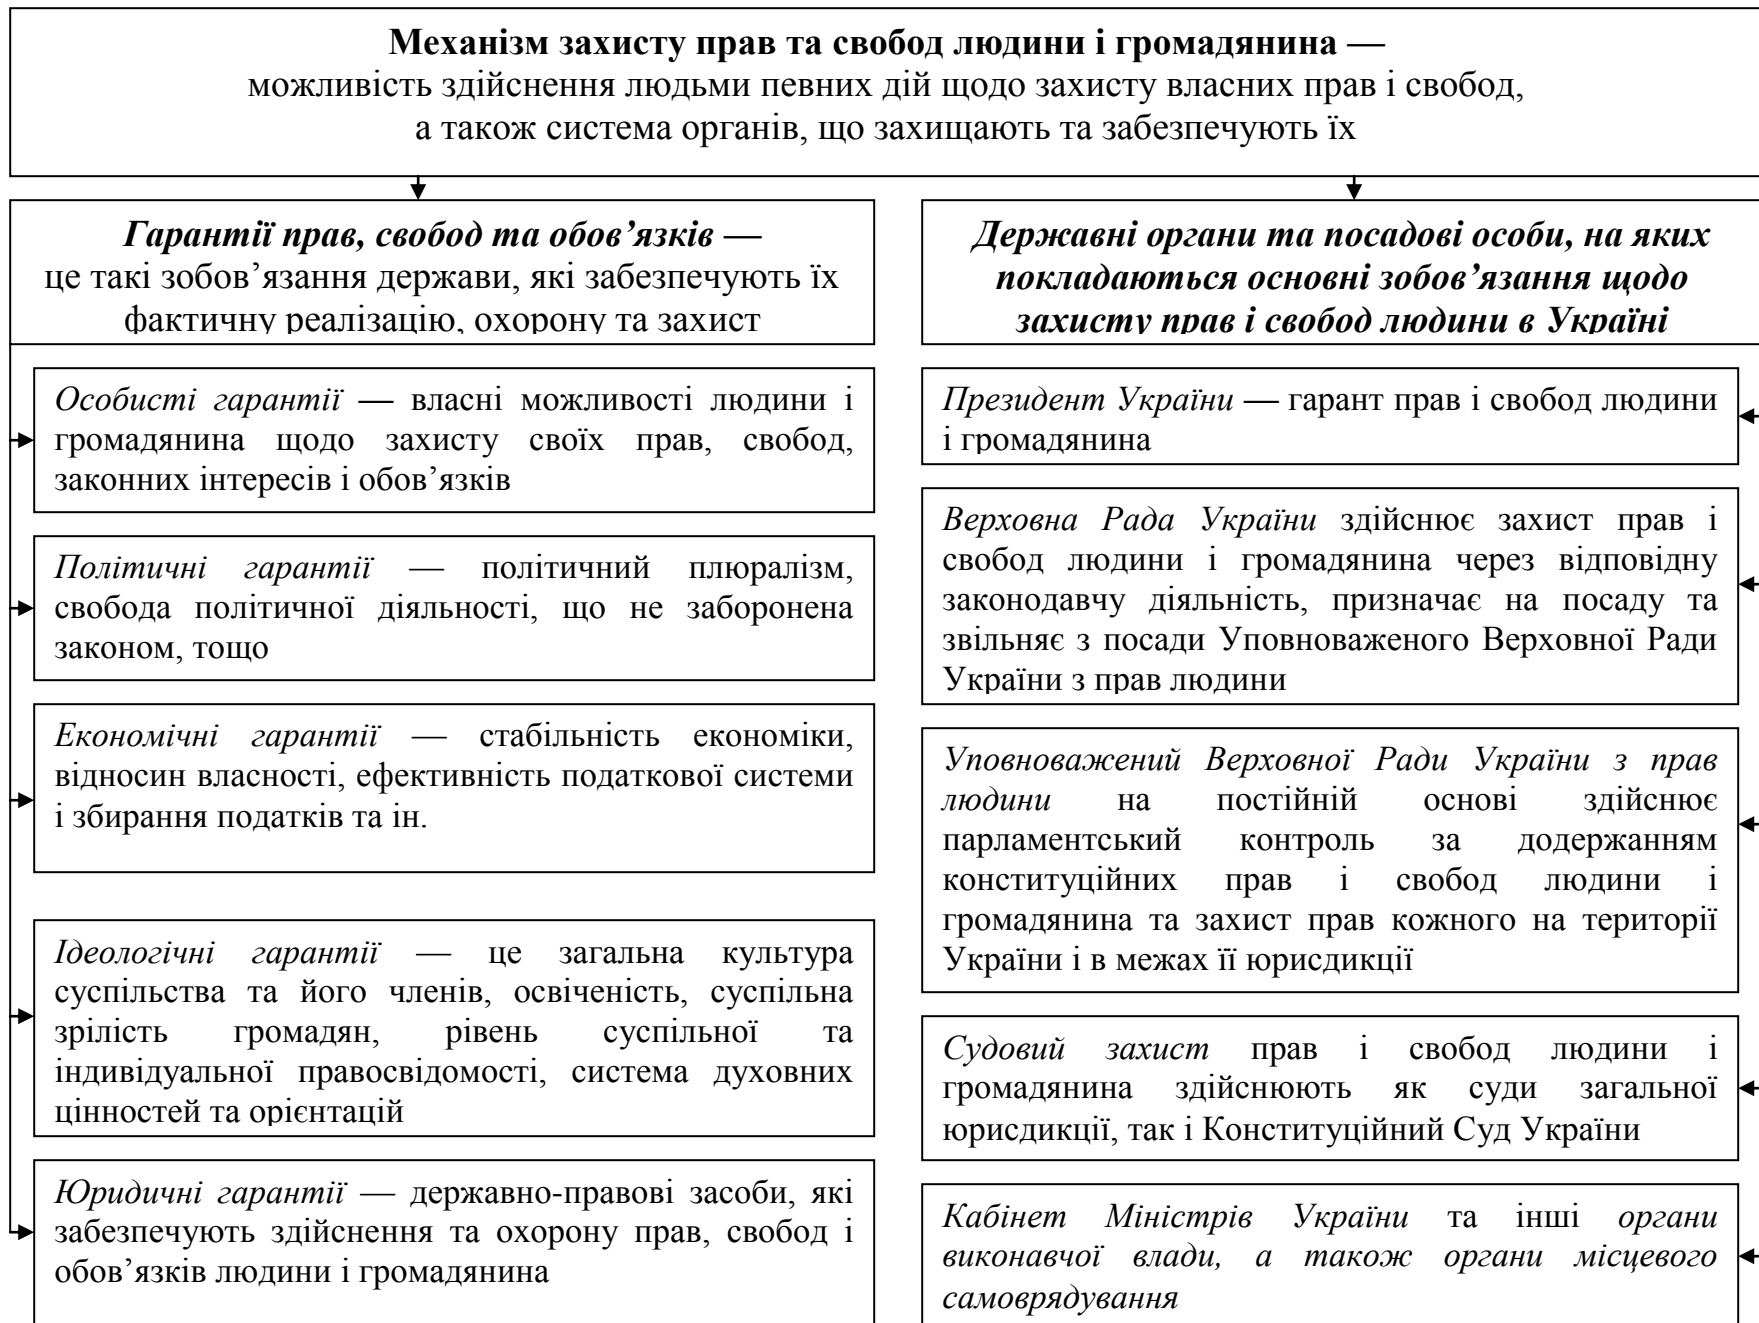 Механізм захисту прав та свобод людини і громадянина —
можливість здійснення людьми певних дій щодо захисту власних прав і свобод,
а також система органів, що захищають та забезпечують їх
Гарантії прав, свобод та обов’язків —
це такі зобов’язання держави, які забезпечують їх
фактичну реалізацію, охорону та захист
Особисті гарантії — власні можливості людини і
громадянина щодо захисту своїх прав, свобод,
законних інтересів і обов’язків
Політичні гарантії — політичний плюралізм,
свобода політичної діяльності, що не заборонена
законом, тощо
Економічні гарантії — стабільність економіки,
відносин власності, ефективність податкової системи
і збирання податків та ін.
Ідеологічні гарантії — це загальна культура
суспільства та його членів, освіченість, суспільна
зрілість громадян, рівень суспільної та
індивідуальної правосвідомості, система духовних
цінностей та орієнтацій
Юридичні гарантії — державно-правові засоби, які
забезпечують здійснення та охорону прав, свобод і
обов’язків людини і громадянина
Державні органи та посадові особи, на яких
покладаються основні зобов’язання щодо
захисту прав і свобод людини в Україні
Президент України — гарант прав і свобод людини
і громадянина
Верховна Рада України здійснює захист прав і
свобод людини і громадянина через відповідну
законодавчу діяльність, призначає на посаду та
звільняє з посади Уповноваженого Верховної Ради
України з прав людини
Уповноважений Верховної Ради України з прав
людини на постійній основі здійснює
парламентський контроль за додержанням
конституційних прав і свобод людини і
громадянина та захист прав кожного на території
України і в межах її юрисдикції
Судовий захист прав і свобод людини і
громадянина здійснюють як суди загальної
юрисдикції, так і Конституційний Суд України
Кабінет Міністрів України та інші органи
виконавчої влади, а також органи місцевого
самоврядування